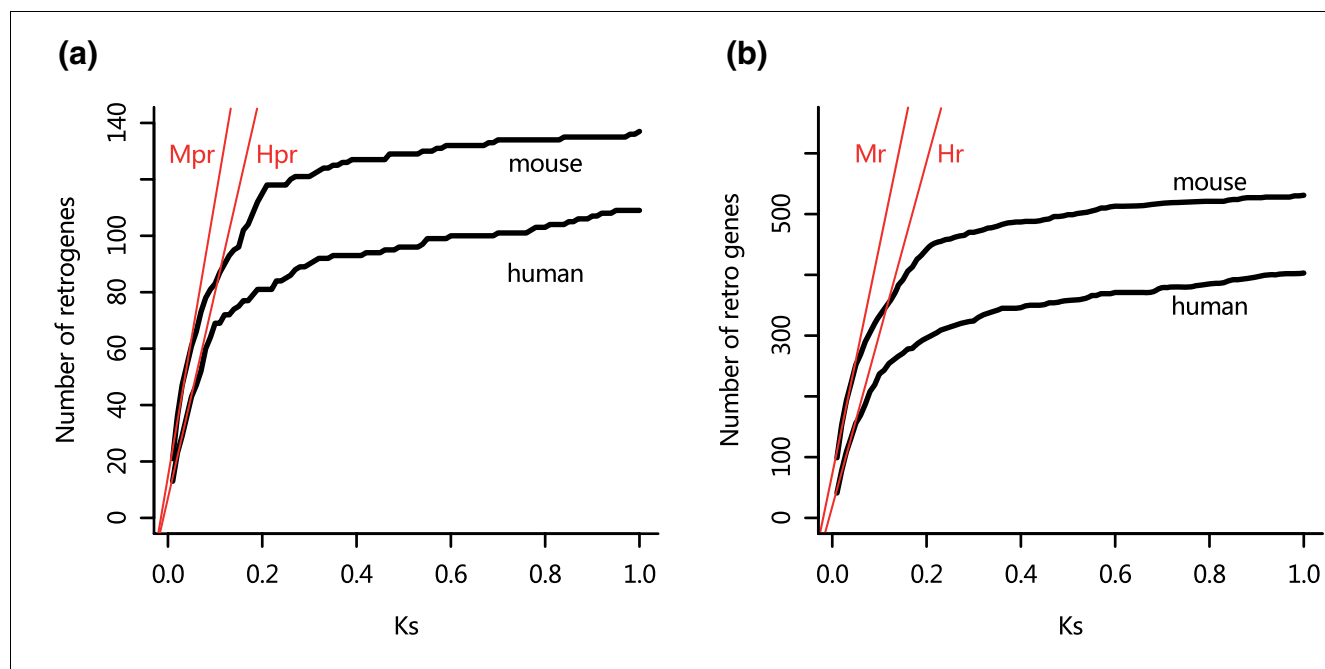 (a)
Number of retrogenes
140
100
80
60
40
20
0
Mpr
Hpr
mouse
human
0.0 0.2 0.4 0.6 0.8 1.0
Ks
(b)
Number of retro genes
500
300
100
0
Mr
Hr
mouse
human
0.0 0.2 0.4 0.6 0.8 1.0
Ks